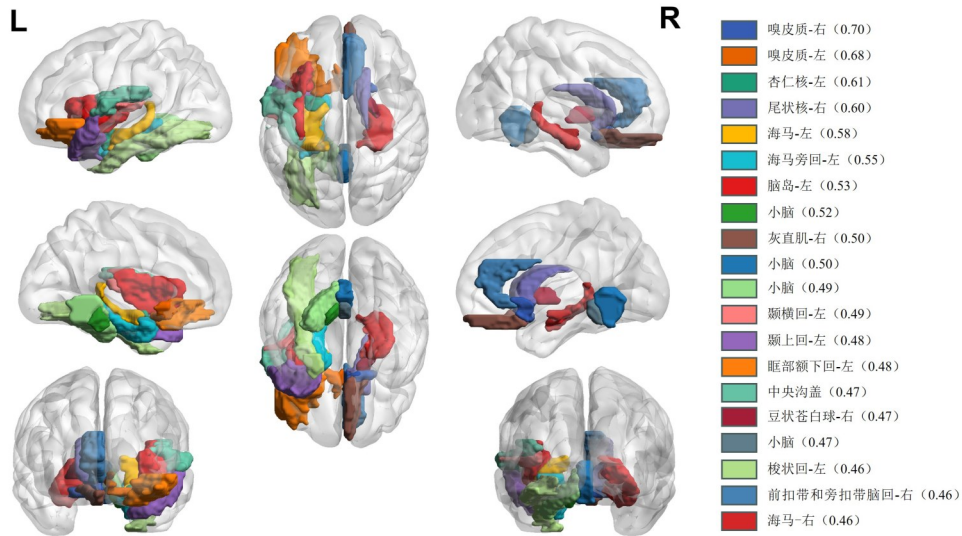 L
R
嗅皮质-右（0.70）
嗅皮质-左（0.68）
杏仁核-左（0.61）
尾状核-右（0.60）
海马-左（0.58）
海马旁回-左（0.55）
脑岛-左（0.53）
小脑（0.52）
灰直肌-右（0.50）
小脑（0.50）
小脑（0.49）
颞横回-左（0.49）
颞上回-左（0.48）
眶部额下回-左（0.48）
中央沟盖（0.47）
豆状苍白球-右（0.47）
小脑（0.47）
梭状回-左（0.46）
前扣带和旁扣带脑回-右（0.46）
海马-右（0.46）